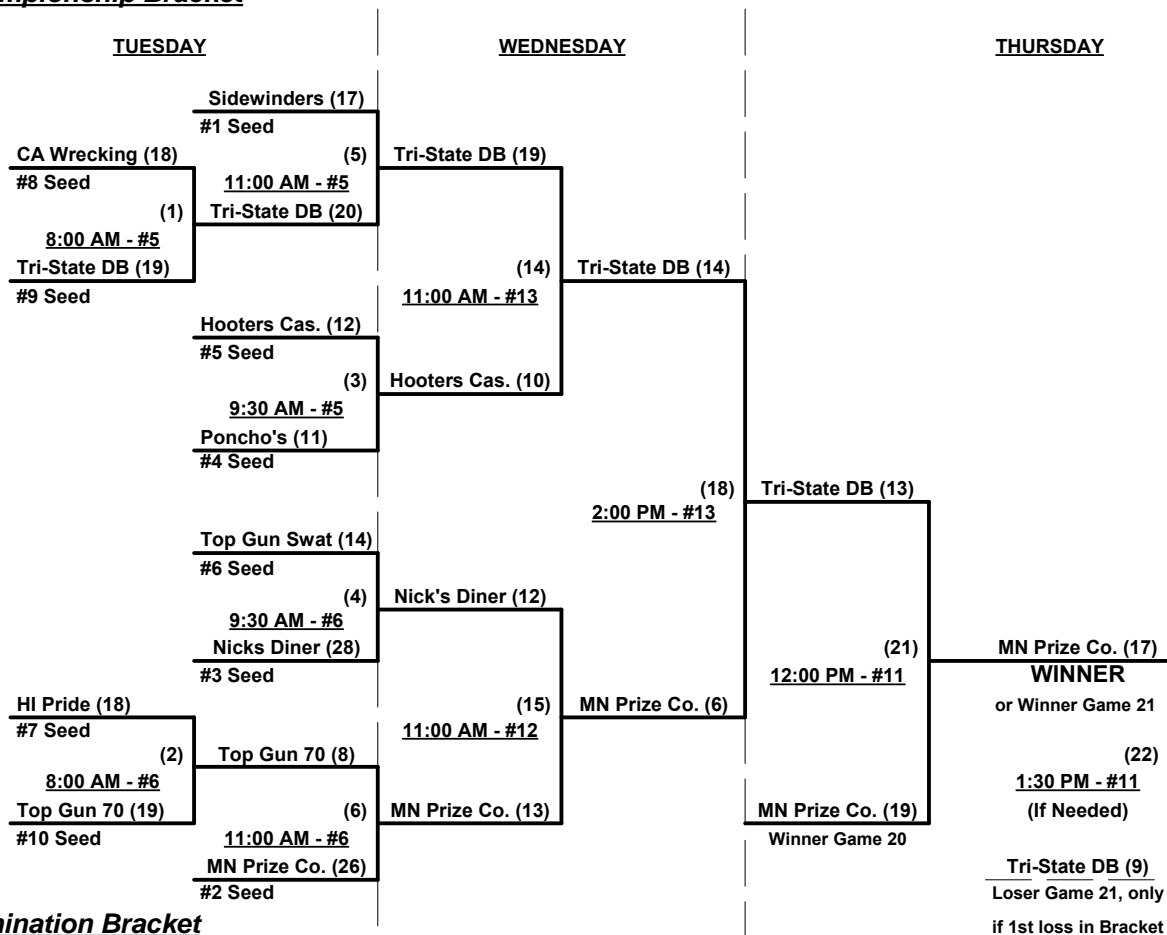 mpionship Bracket
TUESDAY
WEDNESDAY
THURSDAY
Sidewinders (17)
#1 Seed
CA Wrecking (18)
(5)
Tri-State DB (19)
#8 Seed
11:00 AM - #5
(1)
Tri-State DB (20)
8:00 AM - #5
Tri-State DB (19)
(14)
Tri-State DB (14)
#9 Seed
11:00 AM - #13
Hooters Cas. (12)
#5 Seed
(3)
Hooters Cas. (10)
9:30 AM - #5
Poncho's (11)
#4 Seed
(18)
Tri-State DB (13)
2:00 PM - #13
Top Gun Swat (14)
#6 Seed
(4)
Nick's Diner (12)
9:30 AM - #6
Nicks Diner (28)
(21)
MN Prize Co. (17)
#3 Seed
12:00 PM - #11
WINNER
HI Pride (18)
(15)
MN Prize Co. (6)
or Winner Game 21
#7 Seed
11:00 AM - #12
(2)
Top Gun 70 (8)
(22)
8:00 AM - #6
1:30 PM - #11
Top Gun 70 (19)
(6)
MN Prize Co. (13)
MN Prize Co. (19)
(If Needed)
#10 Seed
11:00 AM - #6
Winner Game 20
MN Prize Co. (26)
Tri-State DB (9)
#2 Seed
Loser Game 21, only
mination Bracket
if 1st loss in Bracket